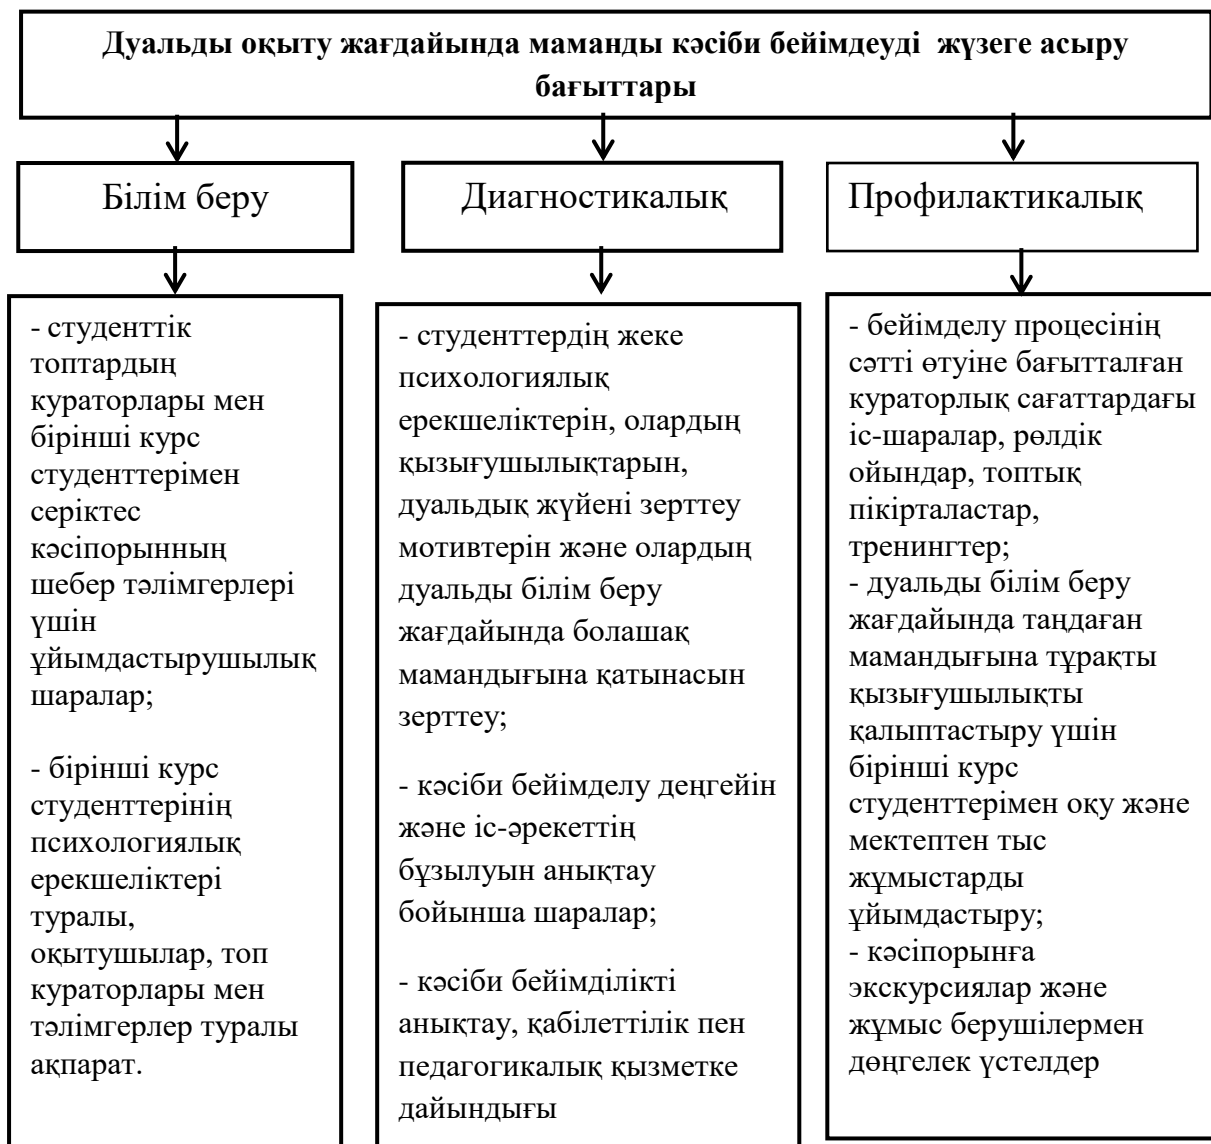 Дуальды оқыту жағдайында маманды кәсіби бейімдеуді жүзеге асыру
бағыттары
Білім беру
Диагностикалық
Профилактикалық
- студенттік
топтардың
кураторлары мен
бірінші курс
студенттерімен
серіктес
кәсіпорынның
шебер тәлімгерлері
үшін
ұйымдастырушылық
шаралар;
- бірінші курс
студенттерінің
психологиялық
ерекшеліктері
туралы,
оқытушылар, топ
кураторлары мен
тәлімгерлер туралы
ақпарат.
- студенттердің жеке
психологиялық
ерекшеліктерін, олардың
қызығушылықтарын,
дуальдық жүйені зерттеу
мотивтерін және олардың
дуальды білім беру
жағдайында болашақ
мамандығына қатынасын
зерттеу;
- кәсіби бейімделу деңгейін
және іс-әрекеттің
бұзылуын анықтау
бойынша шаралар;
- кәсіби бейімділікті
анықтау, қабілеттілік пен
педагогикалық қызметке
дайындығы
- бейімделу процесінің
сәтті өтуіне бағытталған
кураторлық сағаттардағы
іс-шаралар, рөлдік
ойындар, топтық
пікірталастар,
тренингтер;
- дуальды білім беру
жағдайында таңдаған
мамандығына тұрақты
қызығушылықты
қалыптастыру үшін
бірінші курс
студенттерімен оқу және
мектептен тыс
жұмыстарды
ұйымдастыру;
- кәсіпорынға
экскурсиялар және
жұмыс берушілермен
дөңгелек үстелдер